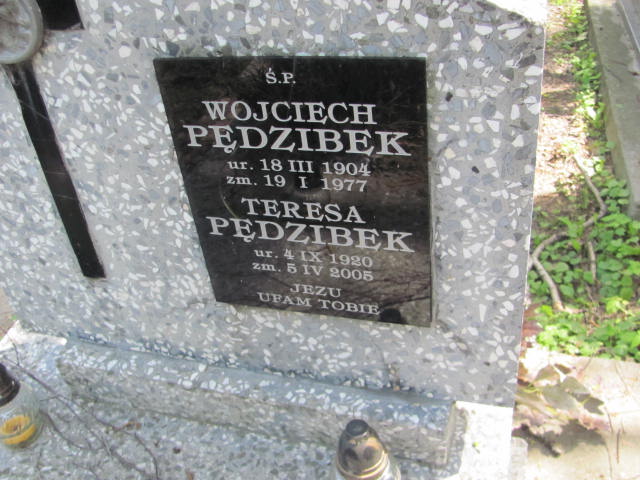 Ś.P.
WOJCIECH
PĘDZIBEK
ur. 18 III 1904
zm. 19 I 1977
TERESA
PĘDZIBEK
ur. 4 IX 1920
zm. 5 IV 2005
JEZU
UFAM TOBIE